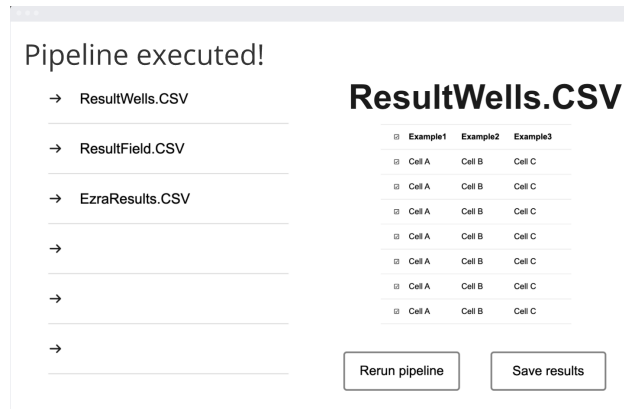 Pipeline executed!
ResultWells.CSV
ResultField.CSV
EzraResults.CSV
ResultWells.CSV
Example1 Example2 Example3
Cell A Cell B Cell C
Cell A Cell B Cell C
Cell A Cell B Cell C
Cell A Cell B Cell C
Cell A Cell B Cell C
Cell A Cell B Cell C
Cell A Cell B Cell C
Rerun pipeline
Save results